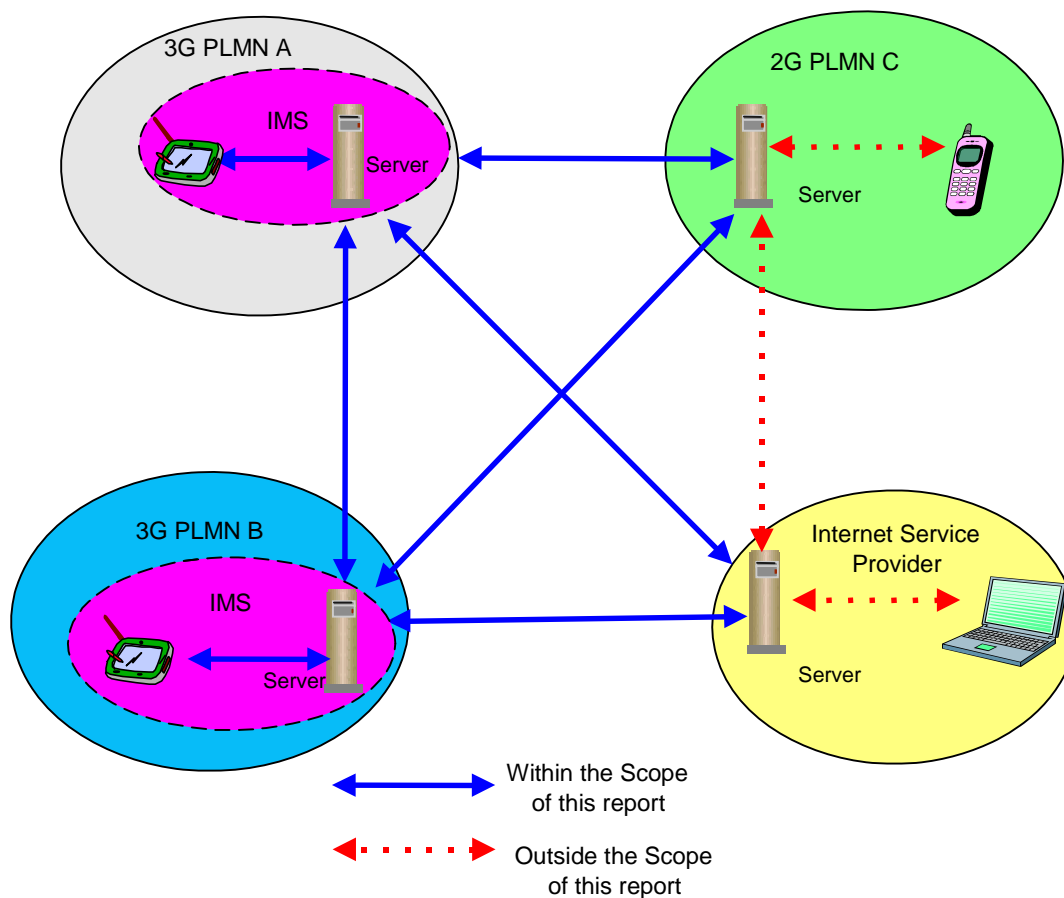 3G PLMN A
IMS
Server
2G PLMN C
Server
3G PLMN B
IMS
Server
Internet Service
Provider
Server
Within the Scope
of this report
Outside the Scope
of this report